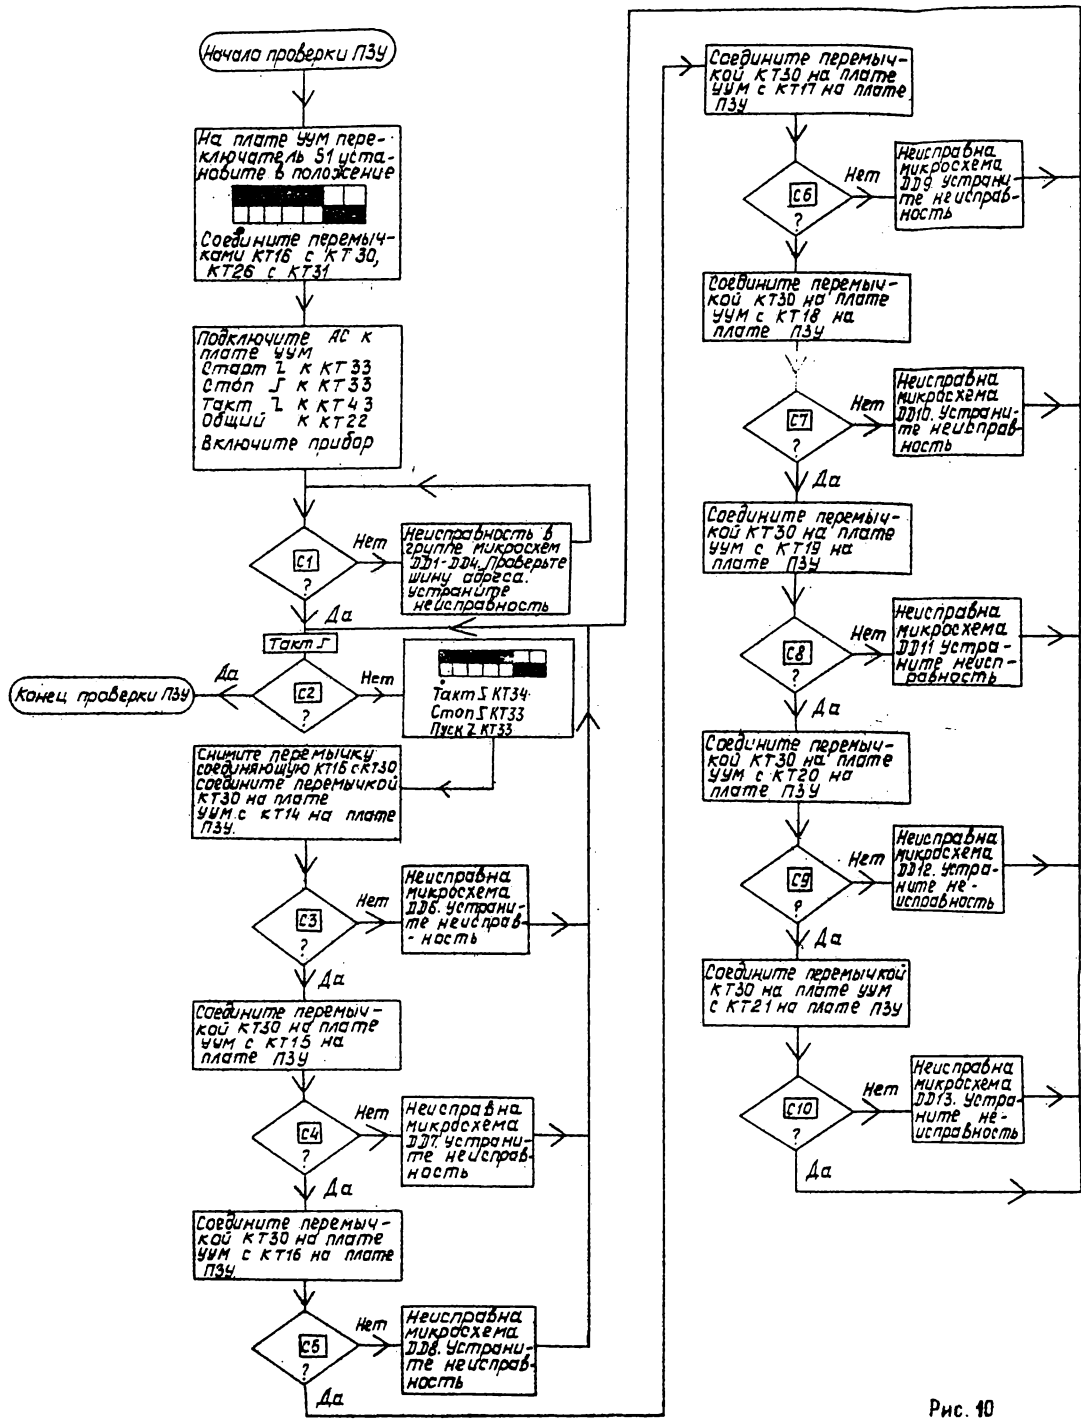 Начало проверки ПЗУ
На плате УУМ пере-
ключатель S1 уста-
новите в положение
Соедините перемыч-
ками КТ16 с КТ30,
КТ26 с КТ31
Подключите АС к
плате УУМ
Старт ⅂ к КТ33
Стоп ʃ к КТ33
Такт ⅂ к КТ43
Общий к КТ22
Включите прибор
С1
?
Нет
Неисправность в
группе микросхем
DD1-DD4. Проверьте
шину адреса.
Устраните
неисправность
Да
Такт ʃ
С2
?
Да
Конец проверки ПЗУ
Нет
Такт ʃ КТ34.
Стоп ʃ КТ33
Пуск ⅂ КТ33
Снимите перемычку
соединяющую КТ16 с КТ30
соедините перемычкой
КТ30 на плате
УУМ с КТ14 на плате
ПЗУ.
С3
?
Нет
Неисправна
микросхема
DD6. Устрани-
те неисправ-
-ность
Да
Соедините перемыч-
кой КТ30 на плате
УУМ с КТ15 на
плате ПЗУ
С4
?
Нет
Неисправна
микросхема
DD7. Устрани-
те неисправ-
ность
Да
Соедините перемыч-
кой КТ30 на плате
УУМ с КТ16 на плате
ПЗУ.
С5
?
Нет
Неисправна
микросхема
DD8. Устрани-
те неисправ-
ность
Да
Соедините перемыч-
кой КТ30 на плате
УУМ с КТ17 на плате
ПЗУ
С6
?
Нет
Неисправна
микросхема
DD9. Устрани-
те неисправ-
ность
Соедините перемыч-
кой КТ30 на плате
УУМ с КТ18 на
плате ПЗУ
С7
?
Нет
Неисправна
микросхема
DD10. Устрани-
те неисправ-
ность
Да
Соедините перемыч-
кой КТ30 на плате
УУМ с КТ19 на
плате ПЗУ
С8
?
Нет
Неисправна
микросхема
DD11 Устра-
ните неисп-
равность
Да
Соедините перемыч-
кой КТ30 на плате
УУМ с КТ20 на
плате ПЗУ
С9
?
Нет
Неисправна
микросхема
DD12. Устра-
ните не-
исправность
Да
Соедините перемычкой
КТ30 на плате УУМ
с КТ21 на плате ПЗУ
С10
?
Нет
Неисправна
микросхема
DD13. Устра-
ните не-
исправность
Да
Рис. 10